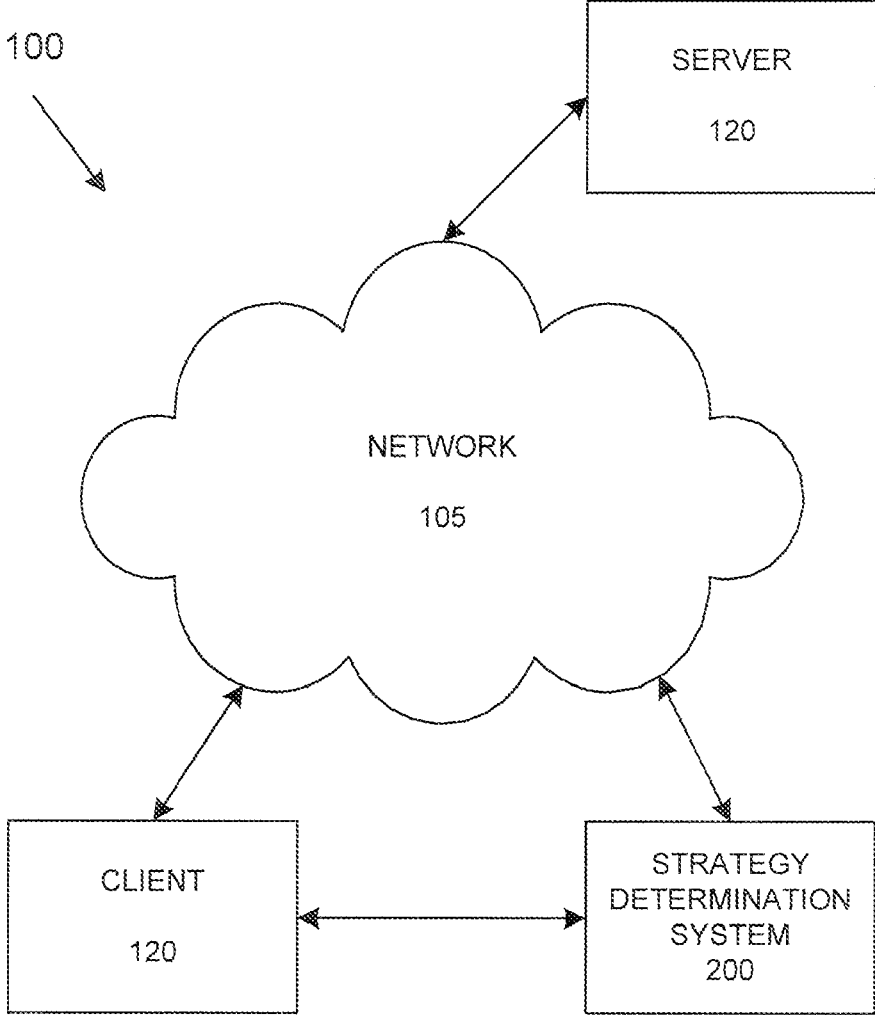 100
SERVER
120
NETWORK
105
CLIENT
120
STRATEGY
DETERMINATION
SYSTEM
200